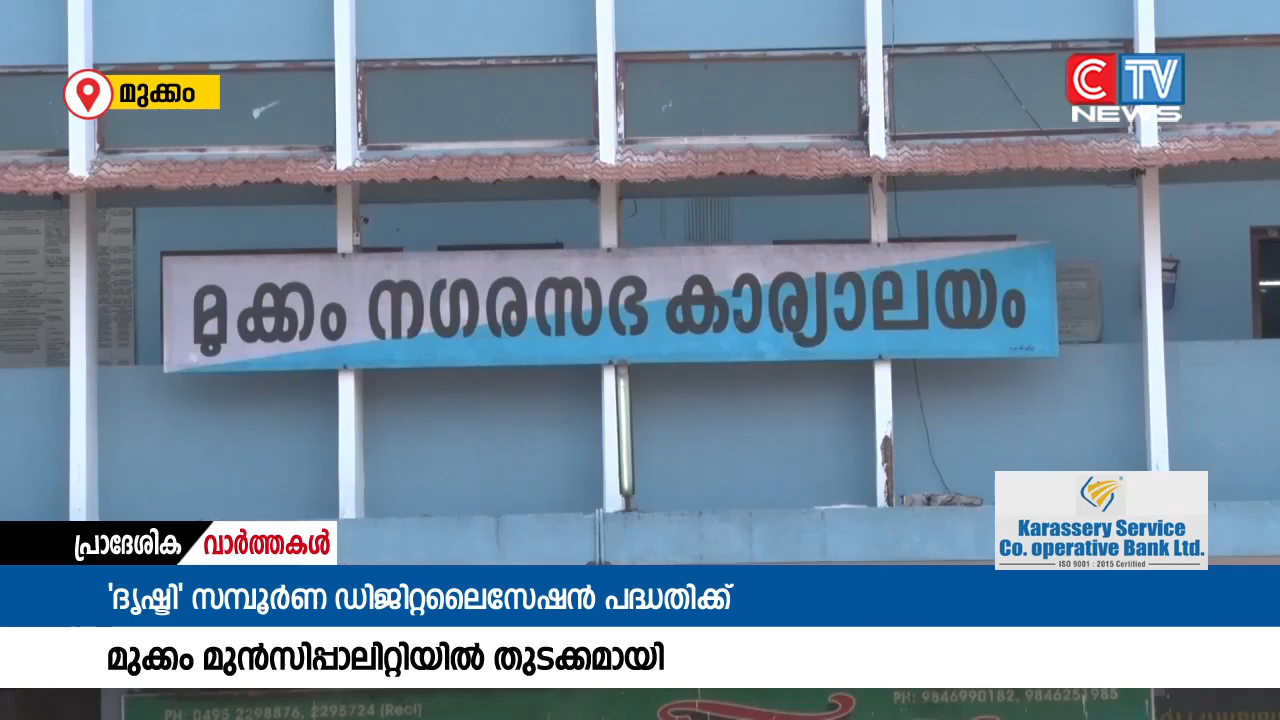 മുക്കം
CTV
NEWS
മുക്കം നഗരസഭ കാര്യാലയം
Karassery Service
Co. operative Bank Ltd.
ISO 9001 : 2015 Certified
പ്രാദേശിക വാർത്തകൾ
'ദൃഷ്ടി' സമ്പൂർണ ഡിജിറ്റലൈസേഷൻ പദ്ധതിക്ക്
മുക്കം മുൻസിപ്പാലിറ്റിയിൽ തുടക്കമായി
PH: 9846990182, 9846251985
PH: 0495 2298876, 2295724 (Reci)